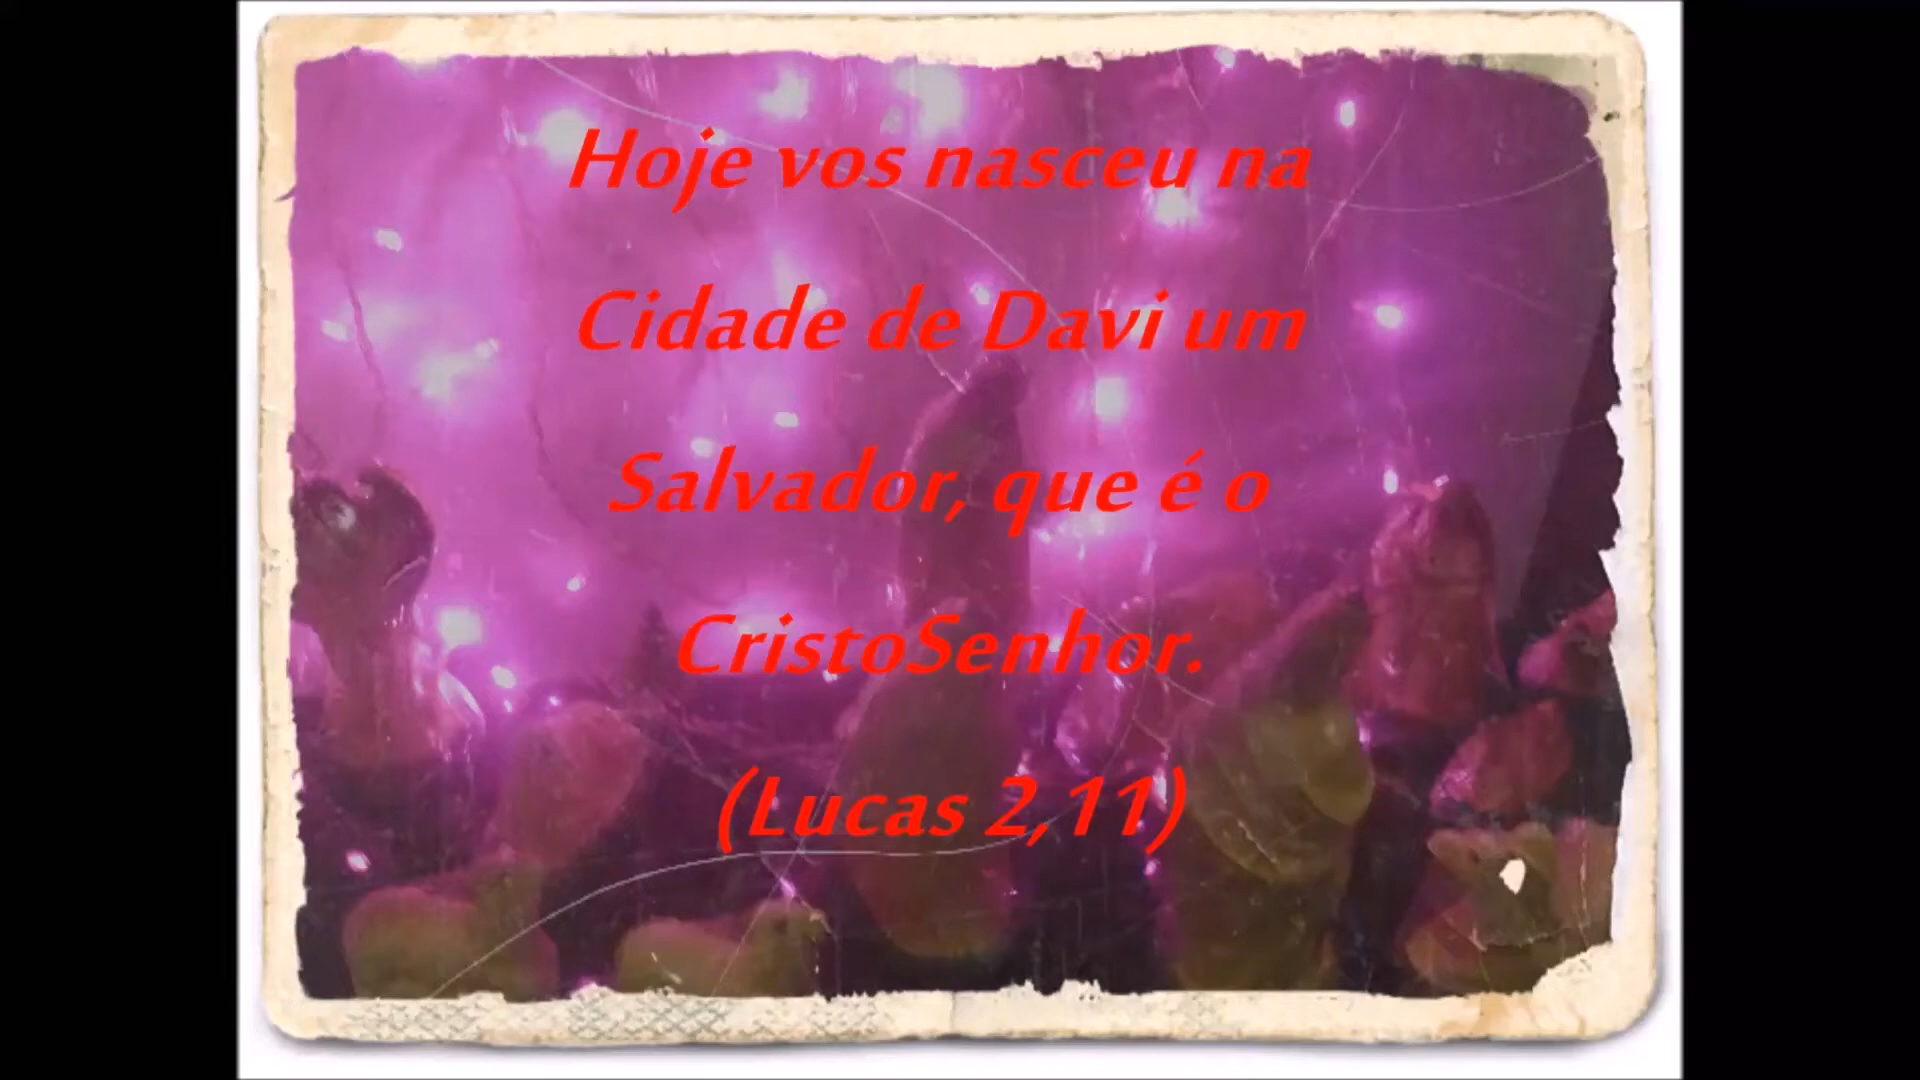 Hoje vos nasceu na
Cidade de Davi um
Salvador, que é o
CristoSenhor.
(Lucas 2,11)